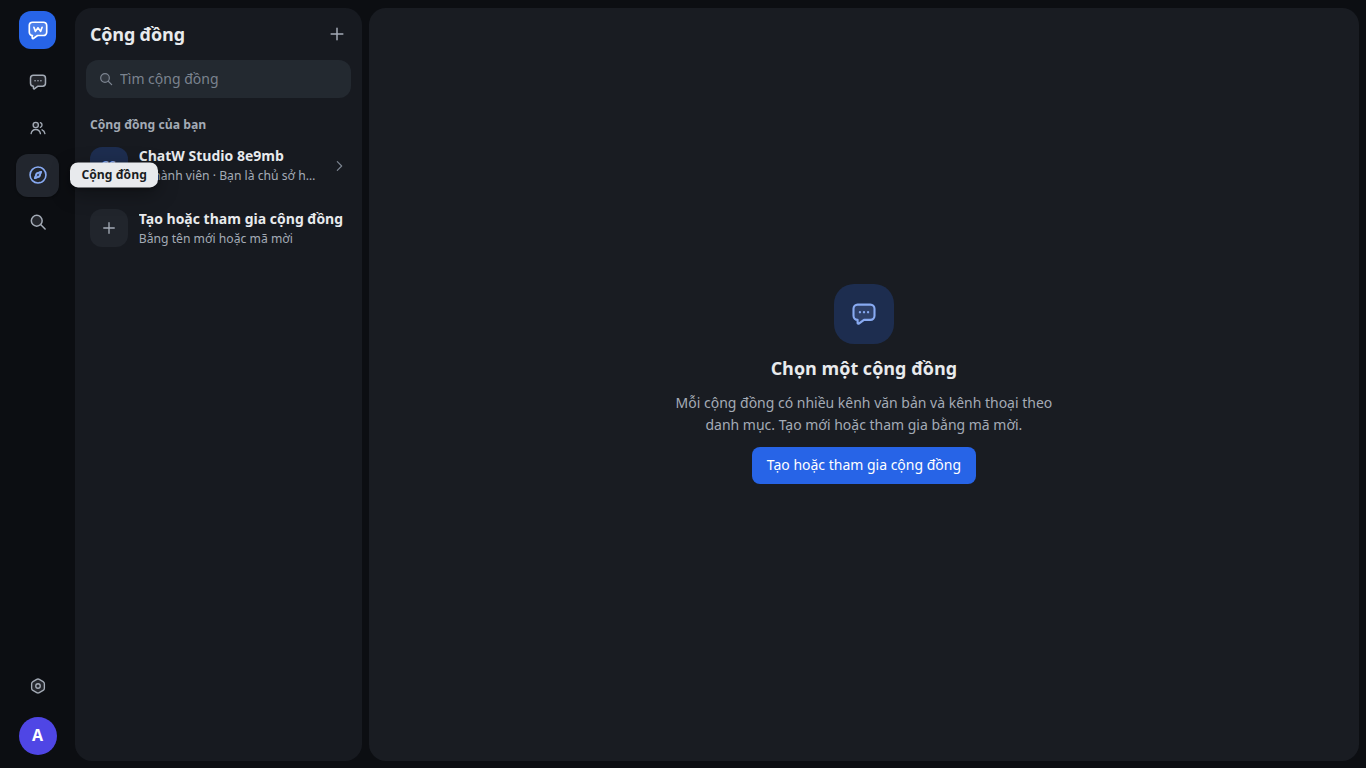 Cộng đồng
Tìm cộng đồng
Cộng đồng của bạn
ChatW Studio 8e9mb
Cộng đồng
viên · Bạn là chủ sở h...
Tạo hoặc tham gia cộng đồng
Bằng tên mới hoặc mã mời
Chọn một cộng đồng
Mỗi cộng đồng có nhiều kênh văn bản và kênh thoại theo
danh mục. Tạo mới hoặc tham gia bằng mã mời.
Tạo hoặc tham gia cộng đồng
A